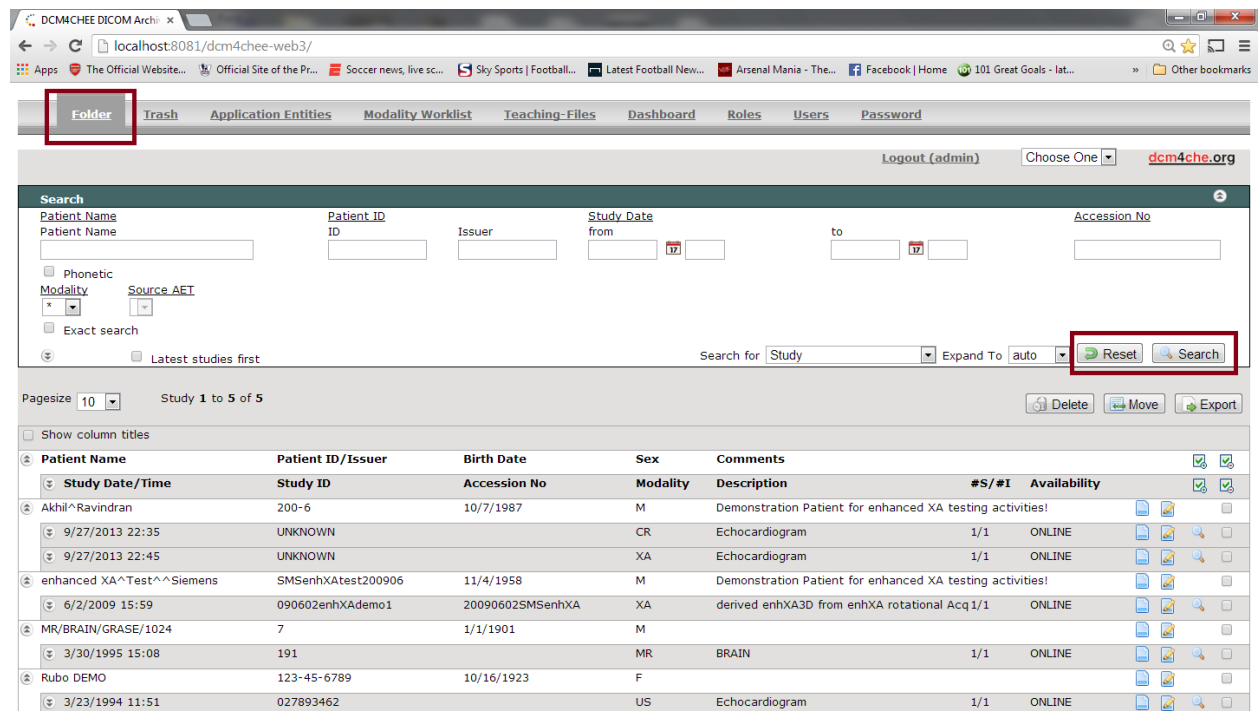 DCM4CHEE DICOM Archi
localhost:8081/dcm4chee-web3/
Apps The Official Website... Official Site of the Pr... Soccer news, live sc... Sky Sports | Football... Latest Football New... Arsenal Mania - The... Facebook | Home 101 Great Goals - lat... » Other bookmarks
Folder Trash Application Entities Modality Worklist Teaching-Files Dashboard Roles Users Password
Logout (admin) Choose One dcm4che.org
Search
Patient Name Patient ID Study Date Accession No
Patient Name ID Issuer from to
17 17
Phonetic
Modality Source AET
*
Exact search
Latest studies first Search for Study Expand To auto Reset Search
Pagesize 10 Study 1 to 5 of 5 Delete Move Export
Show column titles
Patient Name Patient ID/Issuer Birth Date Sex Comments
Study Date/Time Study ID Accession No Modality Description #S/#I Availability
Akhil^Ravindran 200-6 10/7/1987 M Demonstration Patient for enhanced XA testing activities!
9/27/2013 22:35 UNKNOWN CR Echocardiogram 1/1 ONLINE
9/27/2013 22:45 UNKNOWN XA Echocardiogram 1/1 ONLINE
enhanced XA^Test^^Siemens SMSenhXAtest200906 11/4/1958 M Demonstration Patient for enhanced XA testing activities!
6/2/2009 15:59 090602enhXAdemo1 20090602SMSenhXA XA derived enhXA3D from enhXA rotational Acq 1/1 ONLINE
MR/BRAIN/GRASE/1024 7 1/1/1901 M
3/30/1995 15:08 191 MR BRAIN 1/1 ONLINE
Rubo DEMO 123-45-6789 10/16/1923 F
3/23/1994 11:51 027893462 US Echocardiogram 1/1 ONLINE